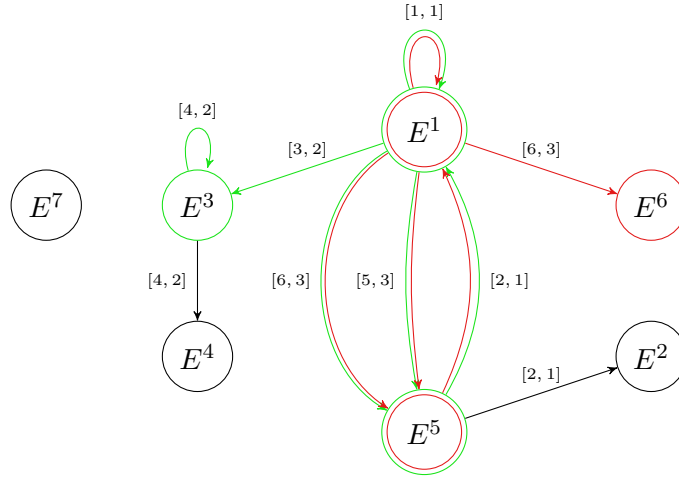 [1, 1]
[4, 2]
E^1
[3, 2]
[6, 3]
E^7
E^3
E^6
[4, 2]
[6, 3]
[5, 3]
[2, 1]
E^4
E^2
[2, 1]
E^5